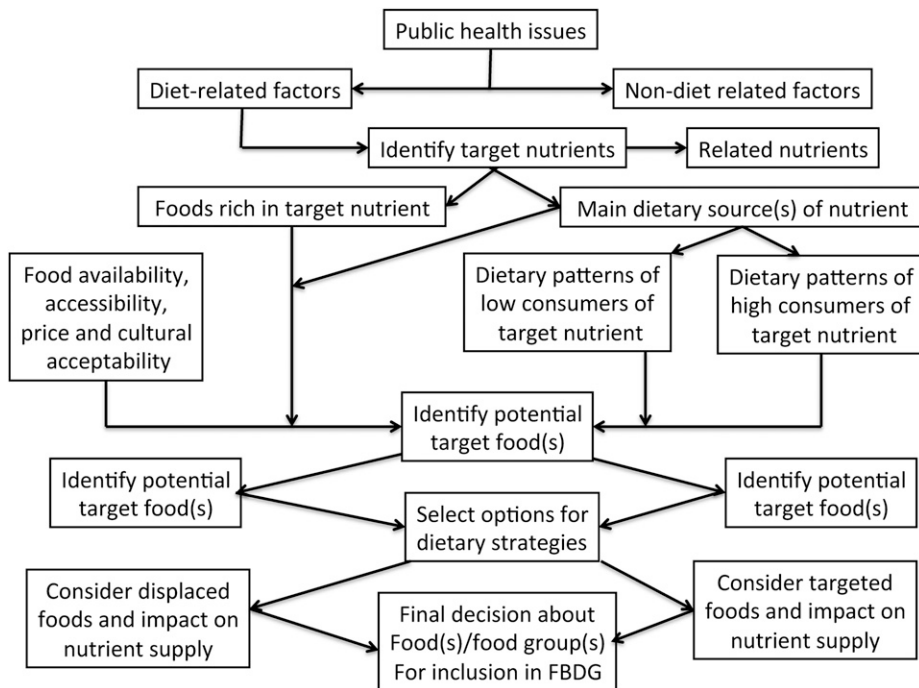 Public health issues
Diet-related factors
Non-diet related factors
Identify target nutrients
Related nutrients
Foods rich in target nutrient
Main dietary source(s) of nutrient
Food availability,
accessibility,
price and cultural
acceptability
Dietary patterns of
low consumers of
target nutrient
Dietary patterns of
high consumers of
target nutrient
Identify potential
target food(s)
Identify potential
target food(s)
Identify potential
target food(s)
Select options for
dietary strategies
Consider displaced
foods and impact on
nutrient supply
Final decision about
Food(s)/food group(s)
For inclusion in FBDG
Consider targeted
foods and impact on
nutrient supply